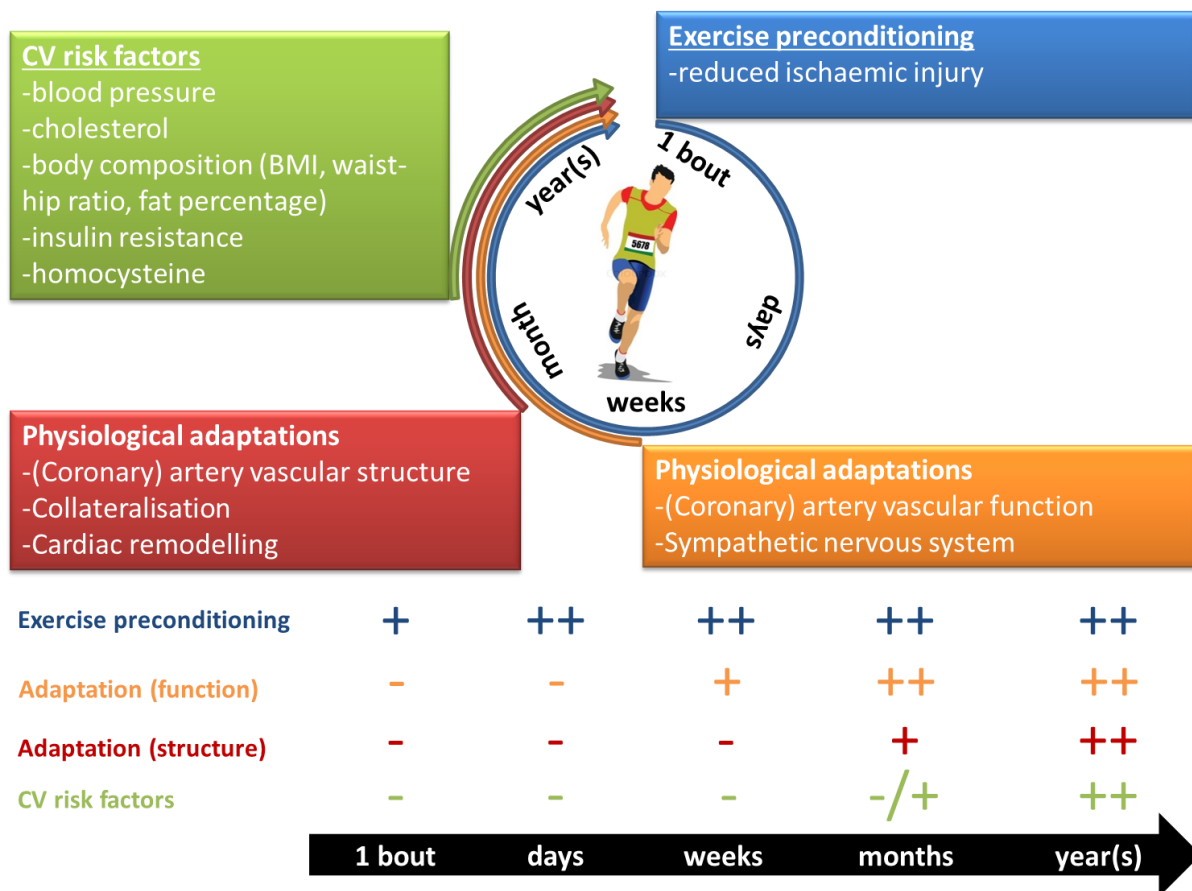 CV risk factors
-blood pressure
-cholesterol
-body composition (BMI, waist-
hip ratio, fat percentage)
-insulin resistance
-homocysteine
Exercise preconditioning
-reduced ischaemic injury
year(s)
1 bout
days
weeks
month
5678
Physiological adaptations
-(Coronary) artery vascular structure
-Collateralisation
-Cardiac remodelling
Physiological adaptations
-(Coronary) artery vascular function
-Sympathetic nervous system
Exercise preconditioning + ++ ++ ++ ++
Adaptation (function) - - + ++ ++
Adaptation (structure) - - - + ++
CV risk factors - - - -/+ ++
1 bout days weeks months year(s)